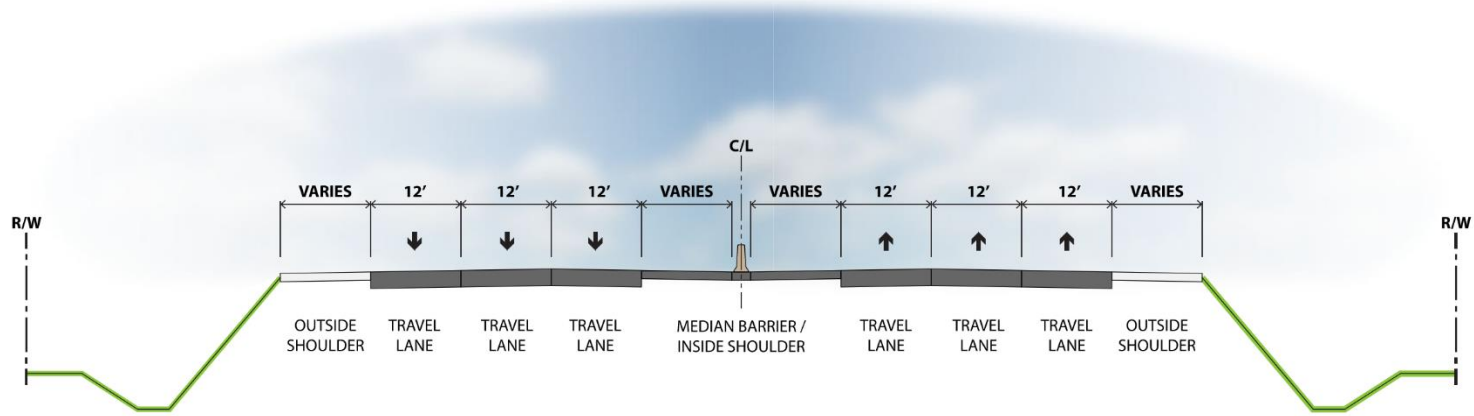 C/L
VARIES 12’ 12’ 12’ VARIES VARIES 12’ 12’ 12’ VARIES
R/W R/W
OUTSIDE SHOULDER
TRAVEL LANE
TRAVEL LANE
TRAVEL LANE
MEDIAN BARRIER /
INSIDE SHOULDER
TRAVEL LANE
TRAVEL LANE
TRAVEL LANE
OUTSIDE SHOULDER